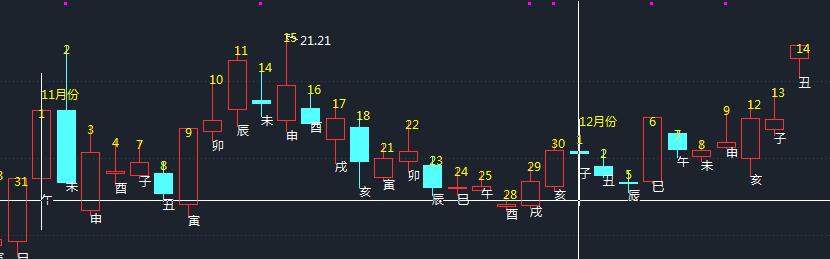 31
巳
11月份
1
午
2
未
3
申
4
酉
7
子
8
丑
9
寅
10
卯
11
辰
14
未
15
21.21
申
16
酉
17
戌
18
亥
21
寅
22
卯
23
辰
24
巳
25
午
28
酉
29
戌
30
亥
12月份
1
子
2
丑
5
辰
6
巳
7
午
8
未
9
申
12
亥
13
子
14
丑